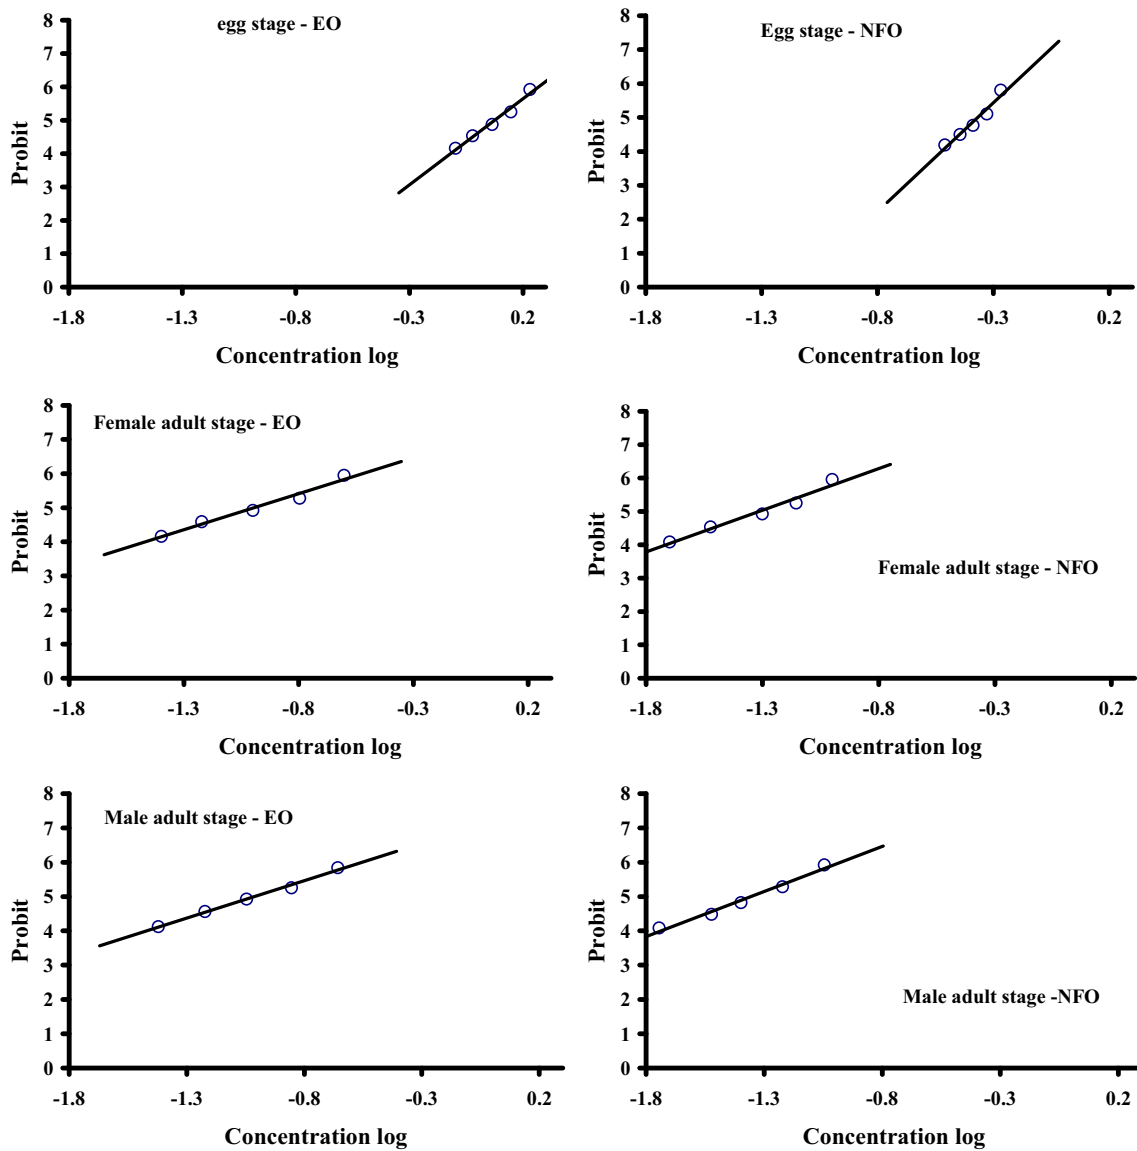 egg stage - EO
8
7
6
5
4
3
2
1
0
Probit
-1.8 -1.3 -0.8 -0.3 0.2
Concentration log
Egg stage - NFO
8
7
6
5
4
3
2
1
0
Probit
-1.8 -1.3 -0.8 -0.3 0.2
Concentration log
Female adult stage - EO
8
7
6
5
4
3
2
1
0
Probit
-1.8 -1.3 -0.8 -0.3 0.2
Concentration log
Female adult stage - NFO
8
7
6
5
4
3
2
1
0
Probit
-1.8 -1.3 -0.8 -0.3 0.2
Concentration log
Male adult stage - EO
8
7
6
5
4
3
2
1
0
Probit
-1.8 -1.3 -0.8 -0.3 0.2
Concentration log
Male adult stage -NFO
8
7
6
5
4
3
2
1
0
Probit
-1.8 -1.3 -0.8 -0.3 0.2
Concentration log